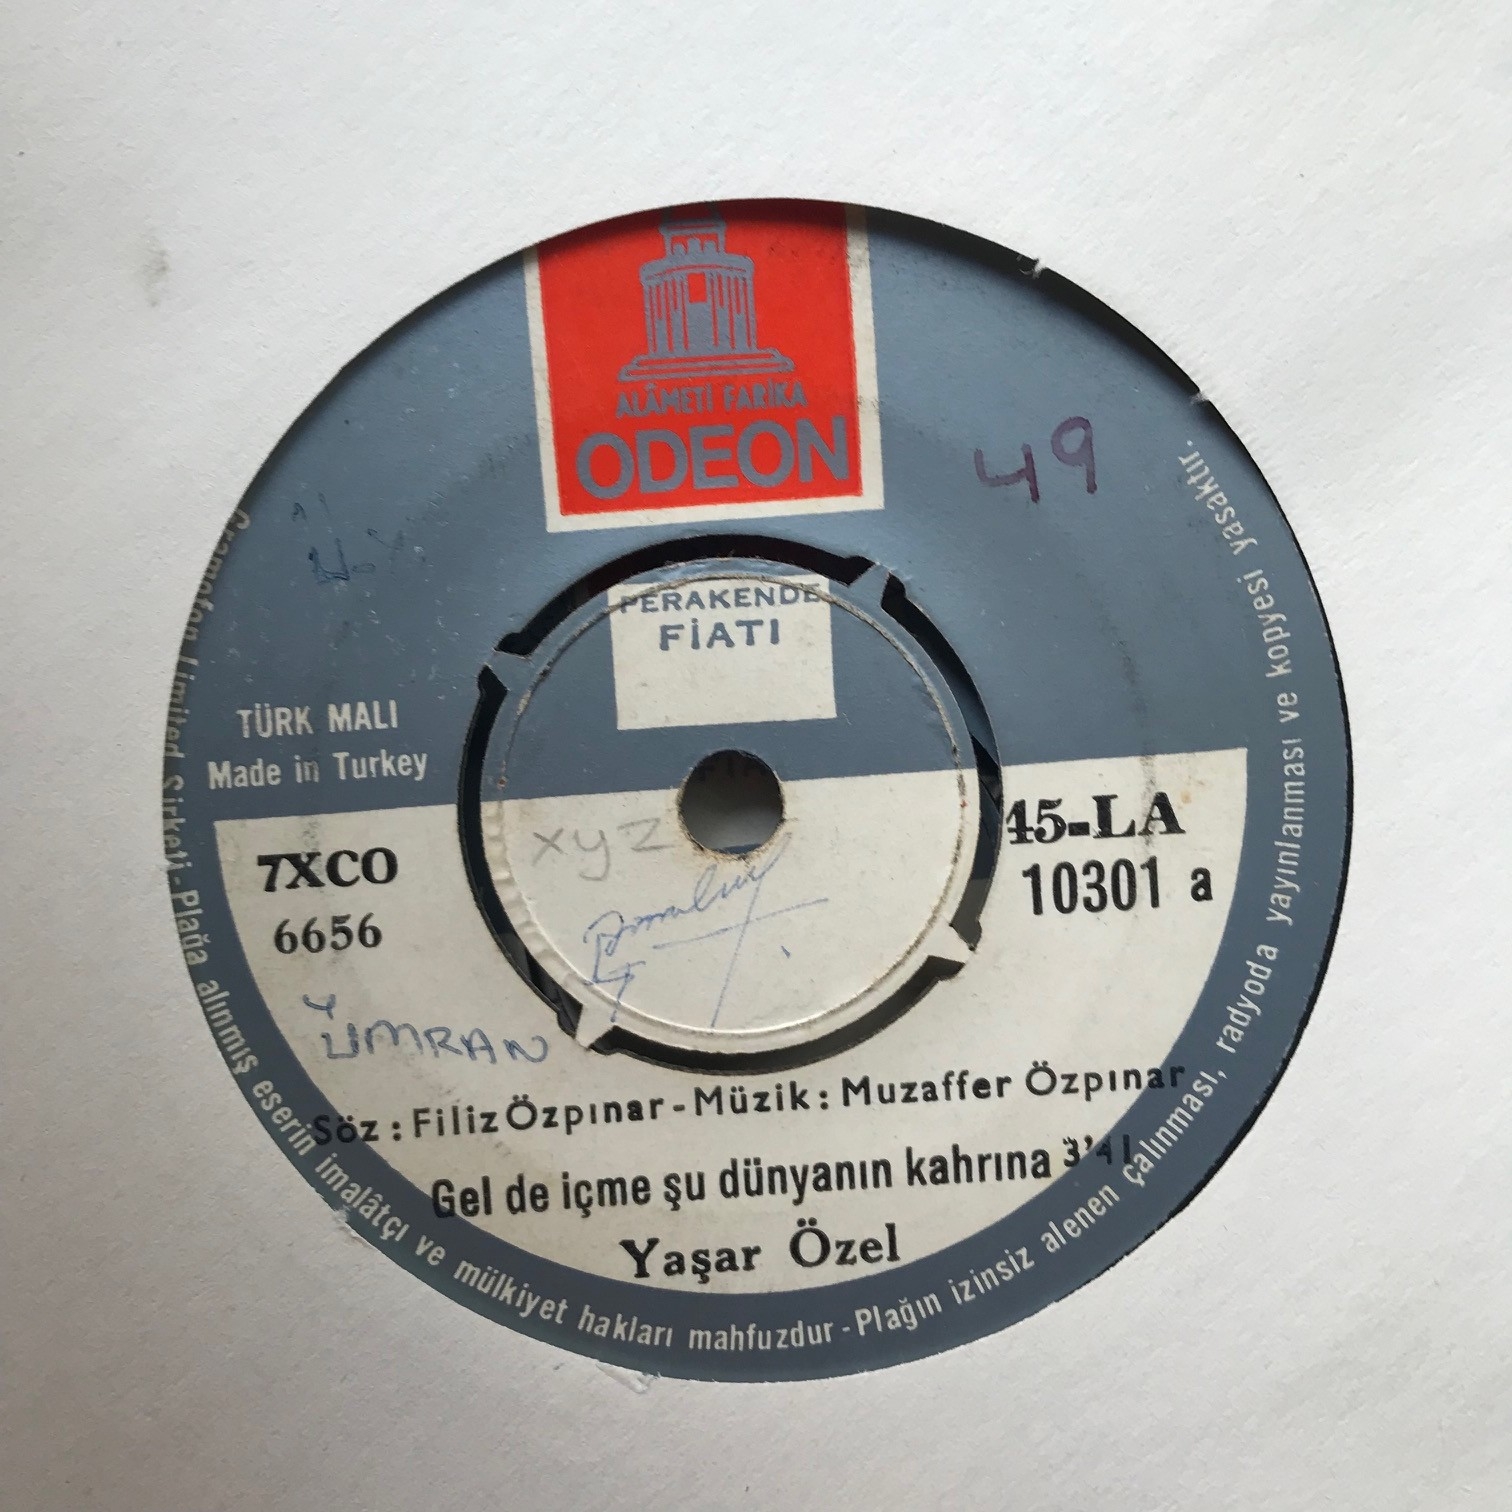 ALÂMETİ FARİKA
ODEON
49
PERAKENDE
FİATI
TÜRK MALI
Made in Turkey
7XCO
6656
45-LA
10301 a
xyz
ÜMRAN
Söz : Filiz Özpınar - Müzik : Muzaffer Özpınar
Gel de içme şu dünyanın kahrına 3'41
Yaşar Özel
Gramofon Limited Şirketi - Plağa alınmış eserin imalâtçı ve mülkiyet hakları mahfuzdur - Plağın izinsiz alenen çalınması, radyoda yayınlanması ve kopyesi yasaktır.